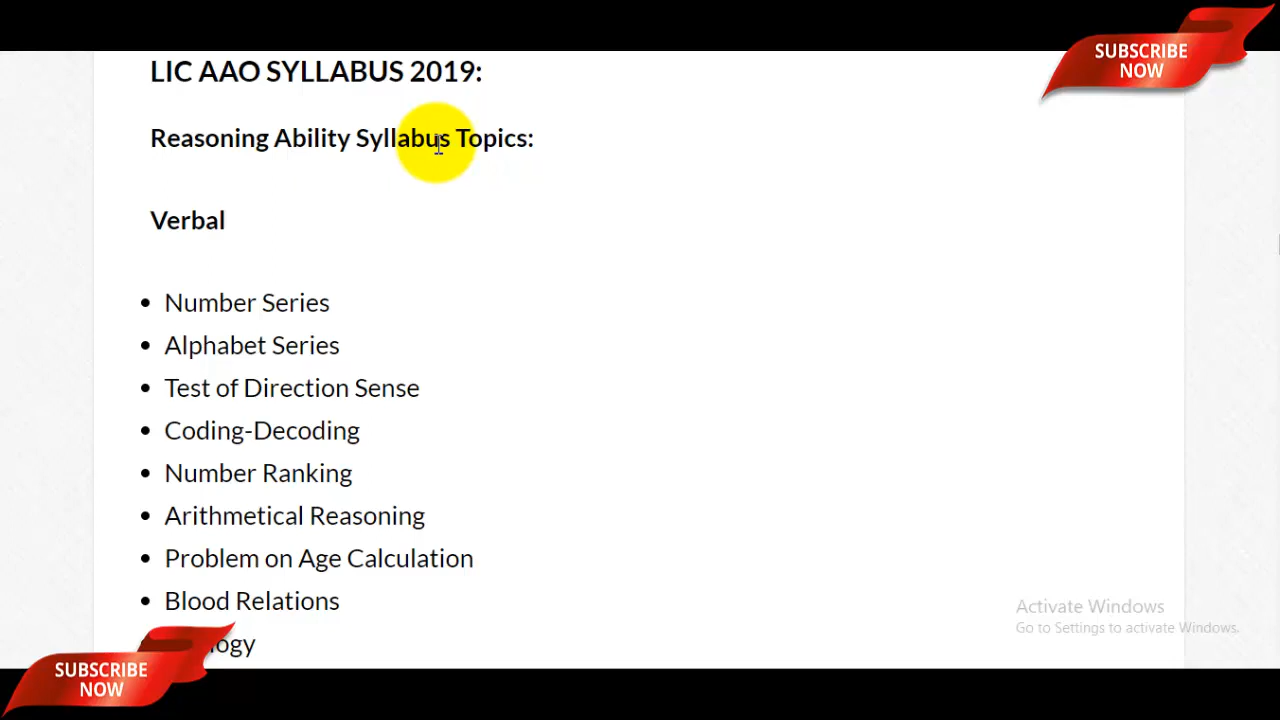 SUBSCRIBE
NOW
LIC AAO SYLLABUS 2019:
Reasoning Ability Syllabus Topics:
Verbal
• Number Series
• Alphabet Series
• Test of Direction Sense
• Coding-Decoding
• Number Ranking
• Arithmetical Reasoning
• Problem on Age Calculation
• Blood Relations
Activate Windows
Go to Settings to activate Windows.
SUBSCRIBE
NOW